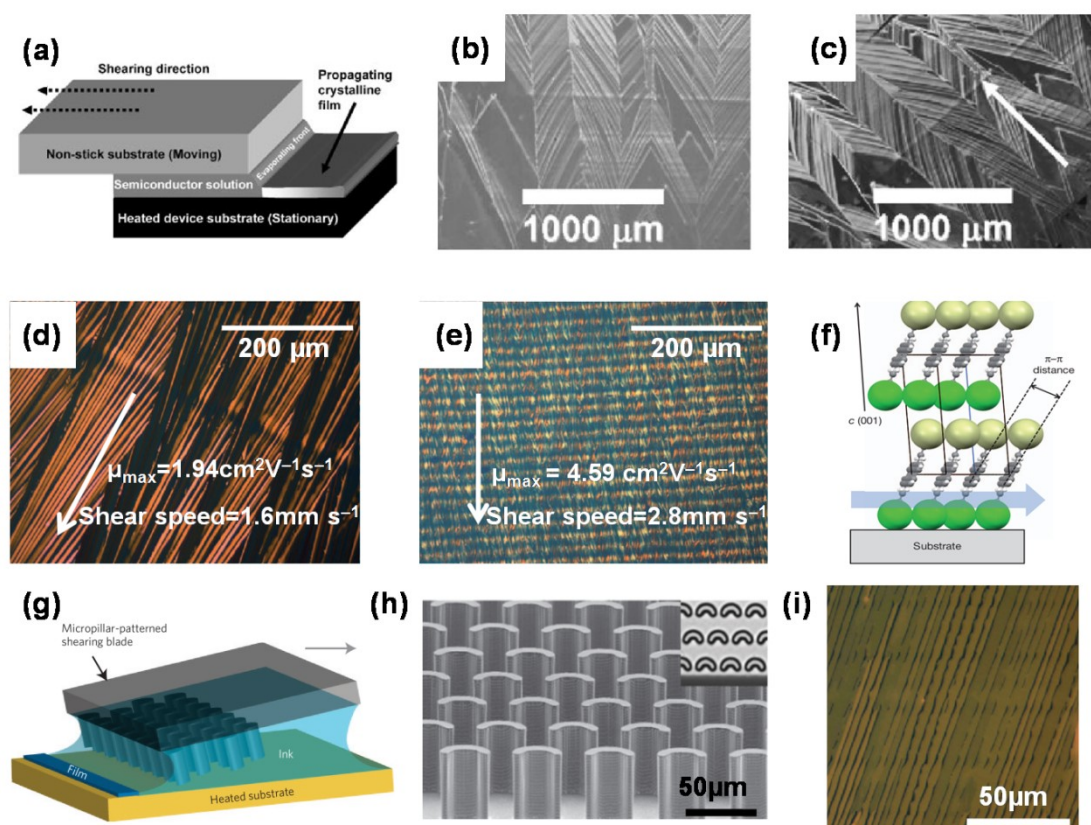 (a)
Shearing direction
Propagating
crystalline
film
Non-stick substrate (Moving)
Evaporating front
Semiconductor solution
Heated device substrate (Stationary)
(b)
1000 µm
(c)
1000 µm
(d)
200 µm
µmax=1.94cm²V⁻¹s⁻¹
Shear speed=1.6mm s⁻¹
(e)
200 µm
µmax = 4.59 cm²V⁻¹s⁻¹
Shear speed=2.8mm s⁻¹
(f)
π–π
distance
c (001)
Substrate
(g)
Micropillar-patterned
shearing blade
Ink
Film
Heated substrate
(h)
50µm
(i)
50µm